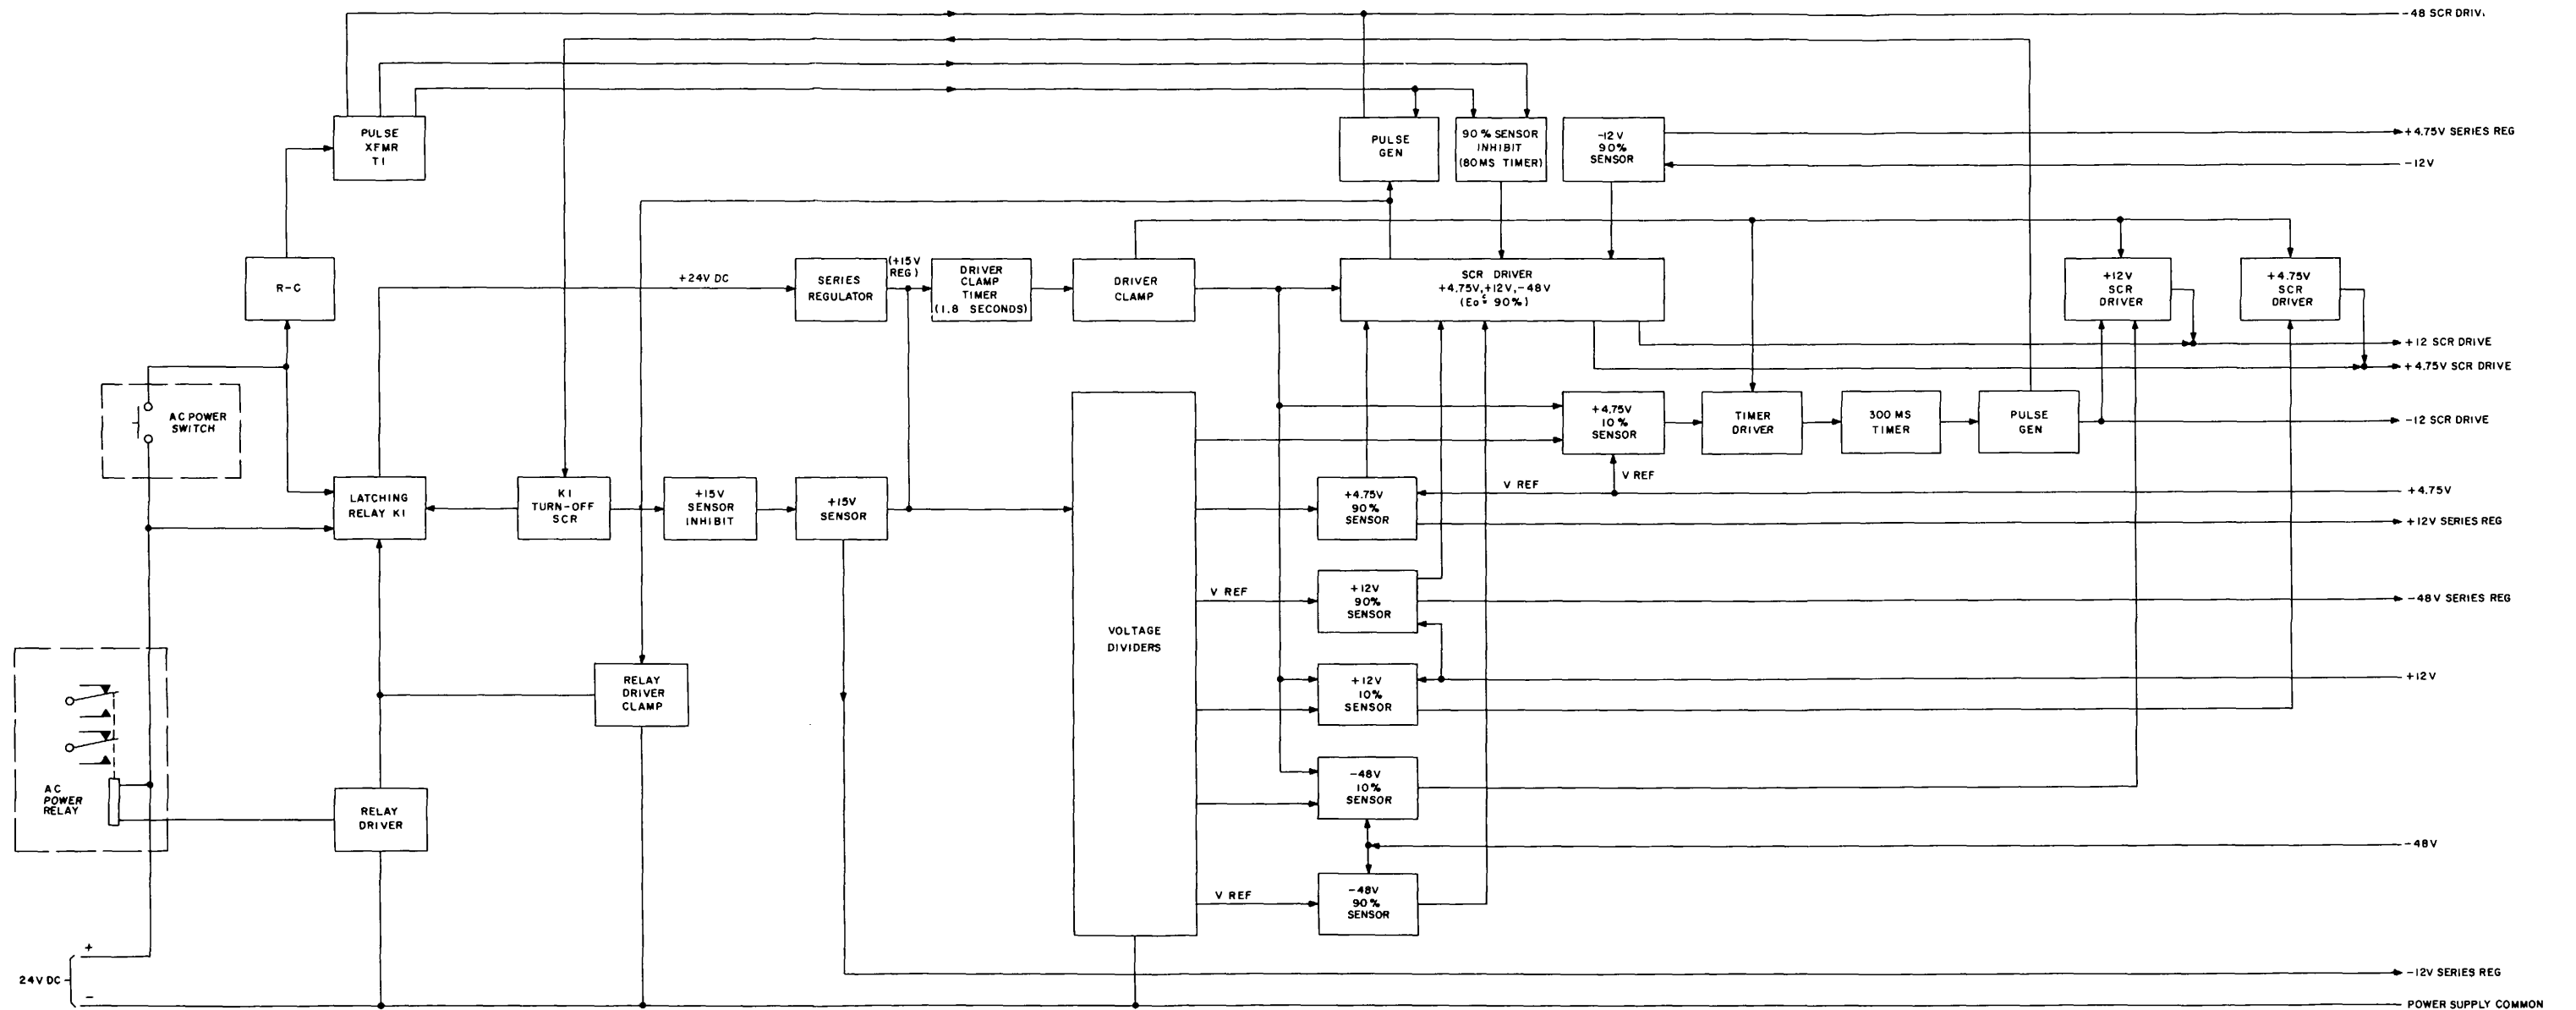 -48 SCR DRIV
PULSE
XFMR
T1
PULSE
GEN
90% SENSOR
INHIBIT
(80MS TIMER)
-12V
90%
SENSOR
+4.75V SERIES REG
-12V
R-C
+24V DC
SERIES
REGULATOR
(+15V
REG)
DRIVER
CLAMP
TIMER
(1.8 SECONDS)
DRIVER
CLAMP
SCR DRIVER
+4.75V,+12V,-48V
+12V
SCR
DRIVER
+4.75V
SCR
DRIVER
+12 SCR DRIVE
+4.75V SCR DRIVE
AC POWER
SWITCH
+4.75V
10%
SENSOR
TIMER
DRIVER
300 MS
TIMER
PULSE
GEN
-12 SCR DRIVE
LATCHING
RELAY K1
K1
TURN-OFF
SCR
+15V
SENSOR
INHIBIT
+15V
SENSOR
+4.75V
90%
SENSOR
V REF
V REF
+4.75V
+12V SERIES REG
V REF
+12V
90%
SENSOR
-48V SERIES REG
VOLTAGE
DIVIDERS
RELAY
DRIVER
CLAMP
+12V
10%
SENSOR
+12V
AC
POWER
RELAY
RELAY
DRIVER
-48V
10%
SENSOR
-48V
V REF
-48V
90%
SENSOR
+
24V DC
-
-12V SERIES REG
POWER SUPPLY COMMON